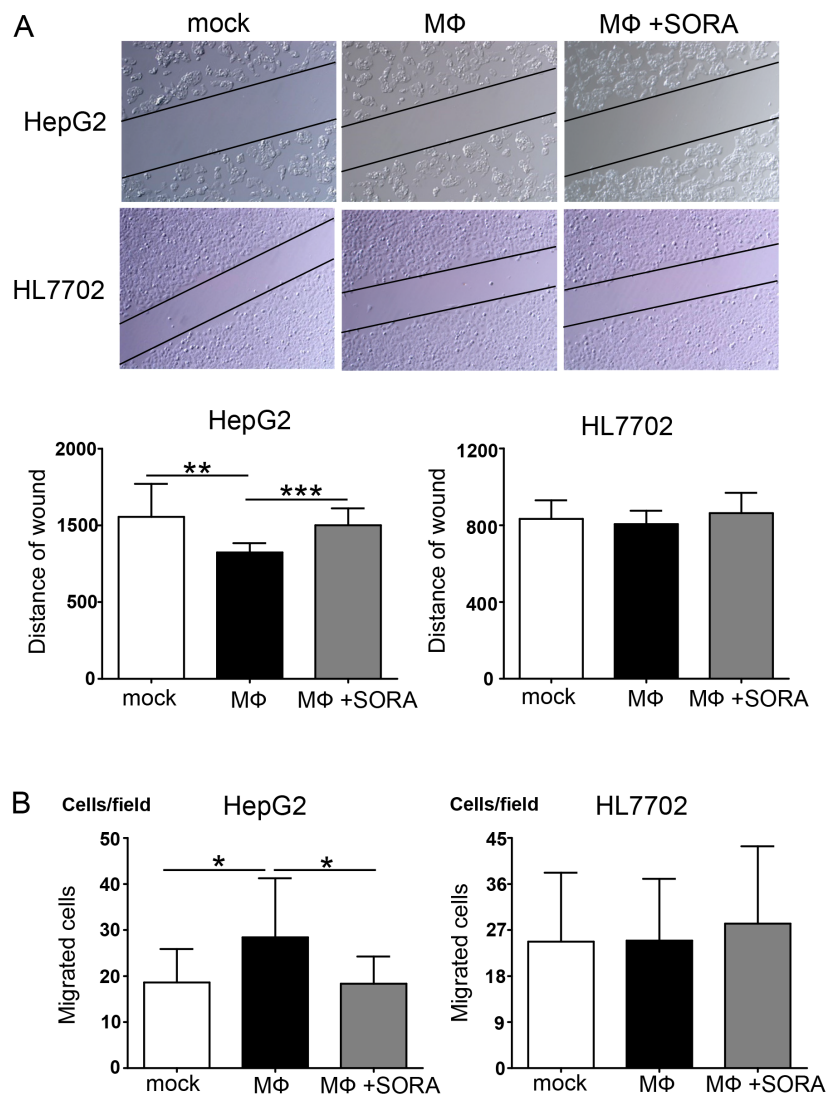 A
mock MΦ MΦ +SORA
HepG2
HL7702
HepG2
Distance of wound
2000
1500
500
0
**
***
mock MΦ MΦ +SORA
HL7702
Distance of wound
1200
800
400
0
mock MΦ MΦ +SORA
B
Cells/field
HepG2
Migrated cells
50
40
30
20
10
0
*
*
mock MΦ MΦ +SORA
Cells/field
HL7702
Migrated cells
45
36
27
18
9
0
mock MΦ MΦ +SORA